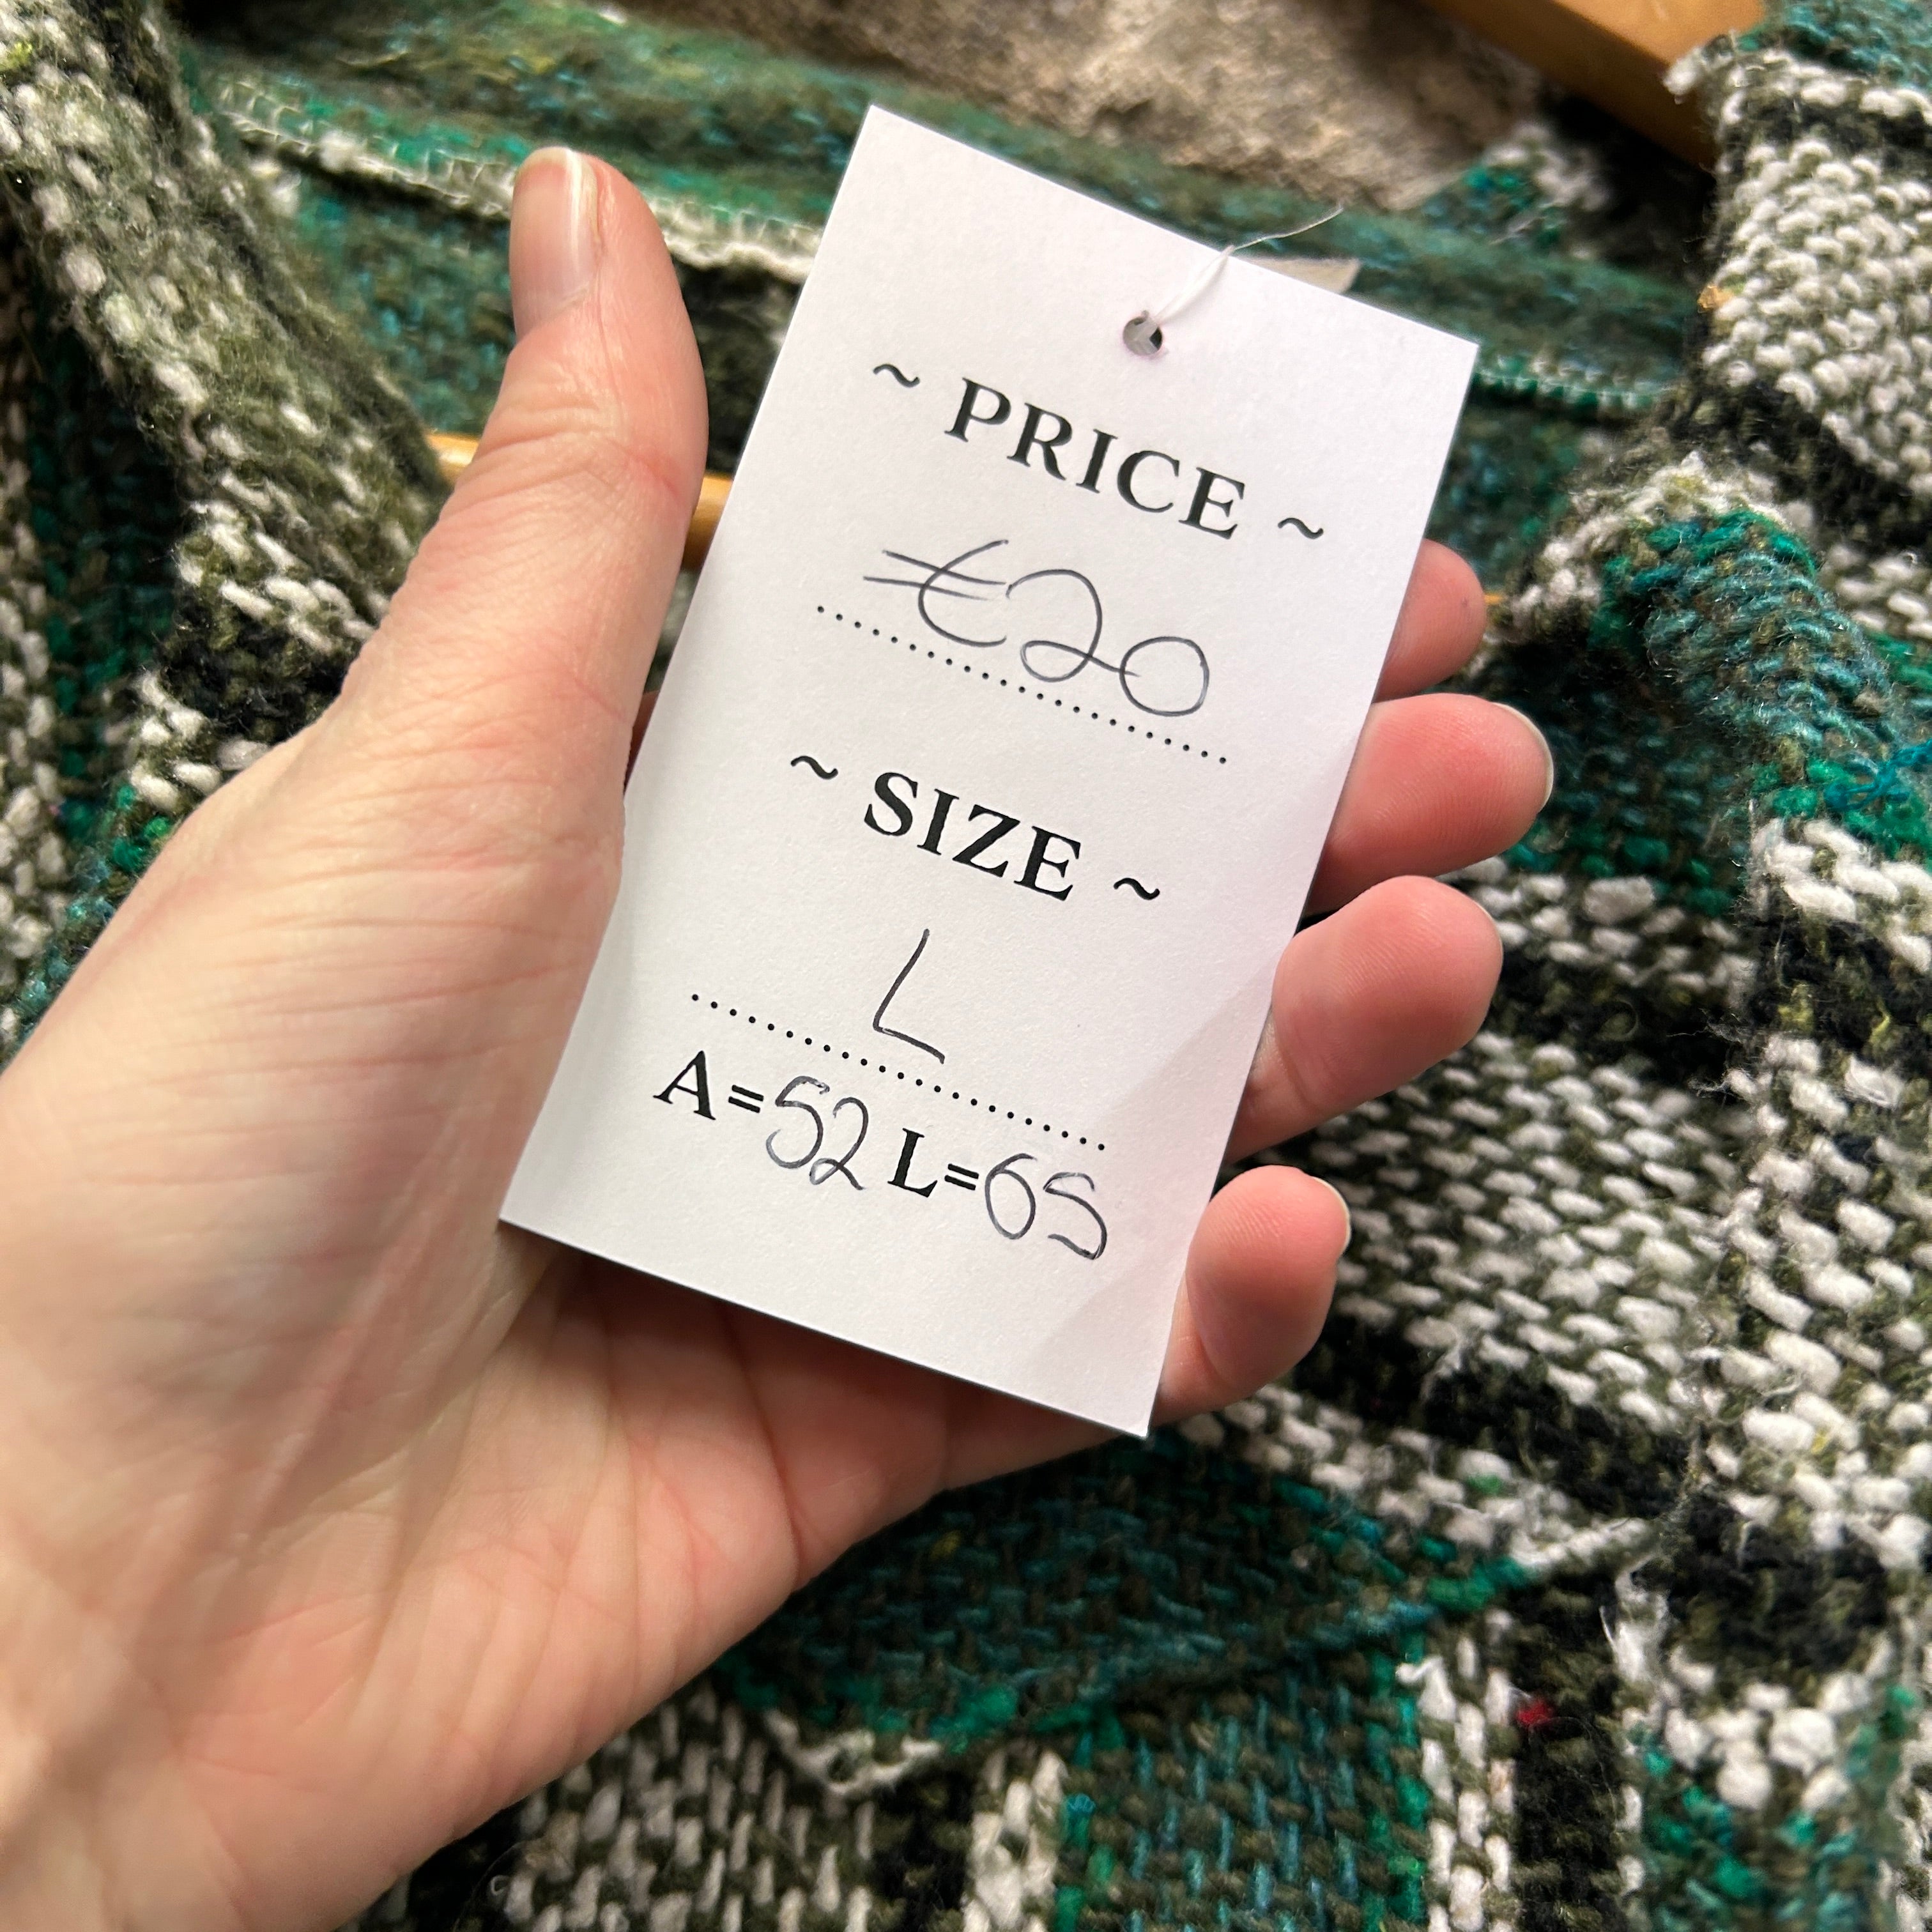 ~ PRICE ~
€20
~ SIZE ~
L
A=52 L=65